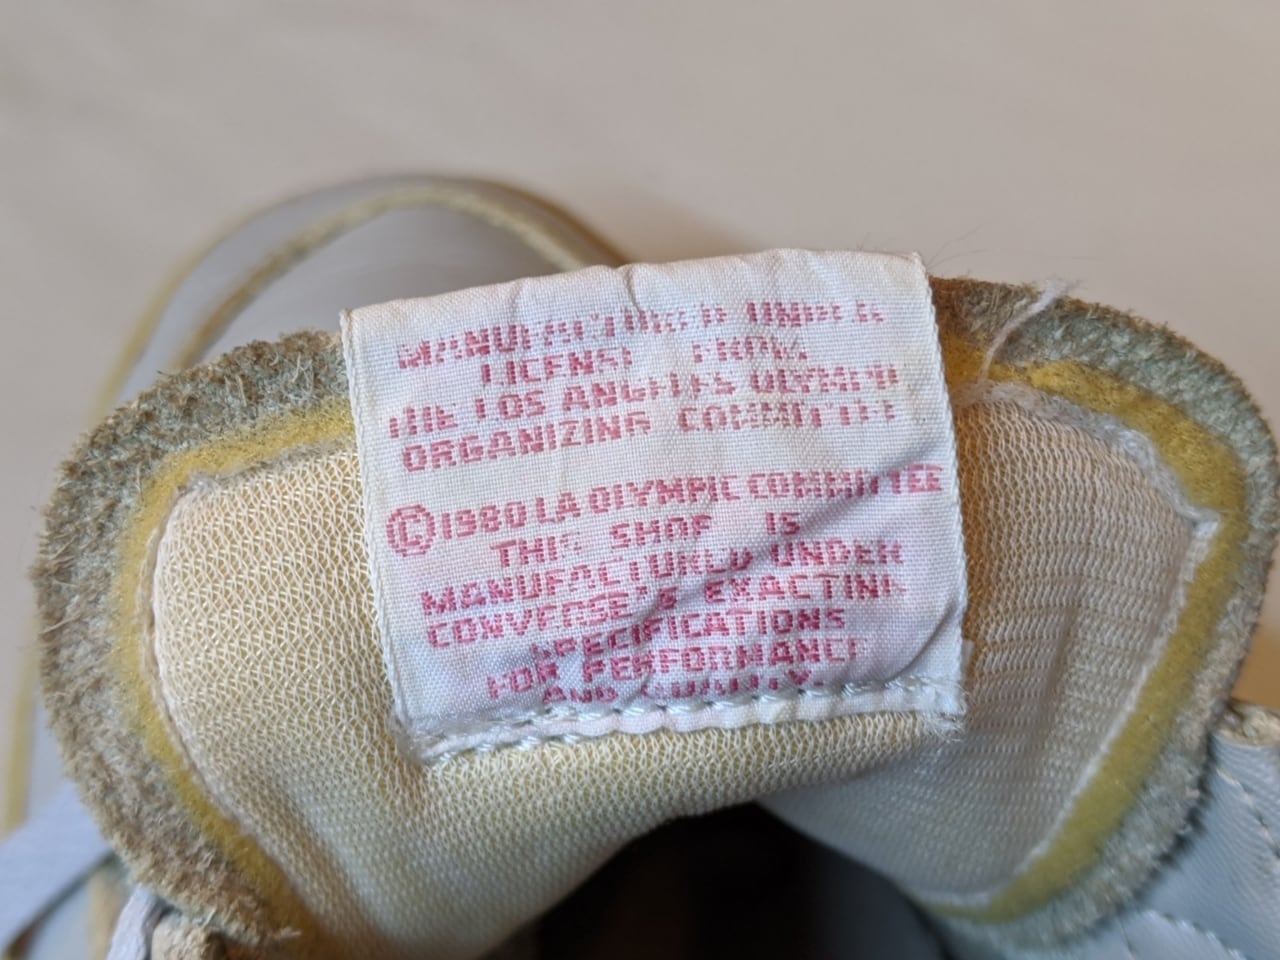 MANUFACTURED UNDER
LICENSE FROM
THE LOS ANGELES OLYMPIC
ORGANIZING COMMITTEE
©1980 LA OLYMPIC COMMITTEE
THIS SHOE IS
MANUFACTURED UNDER
CONVERSE'S EXACTING
SPECIFICATIONS
FOR PERFORMANCE
AND QUALITY.